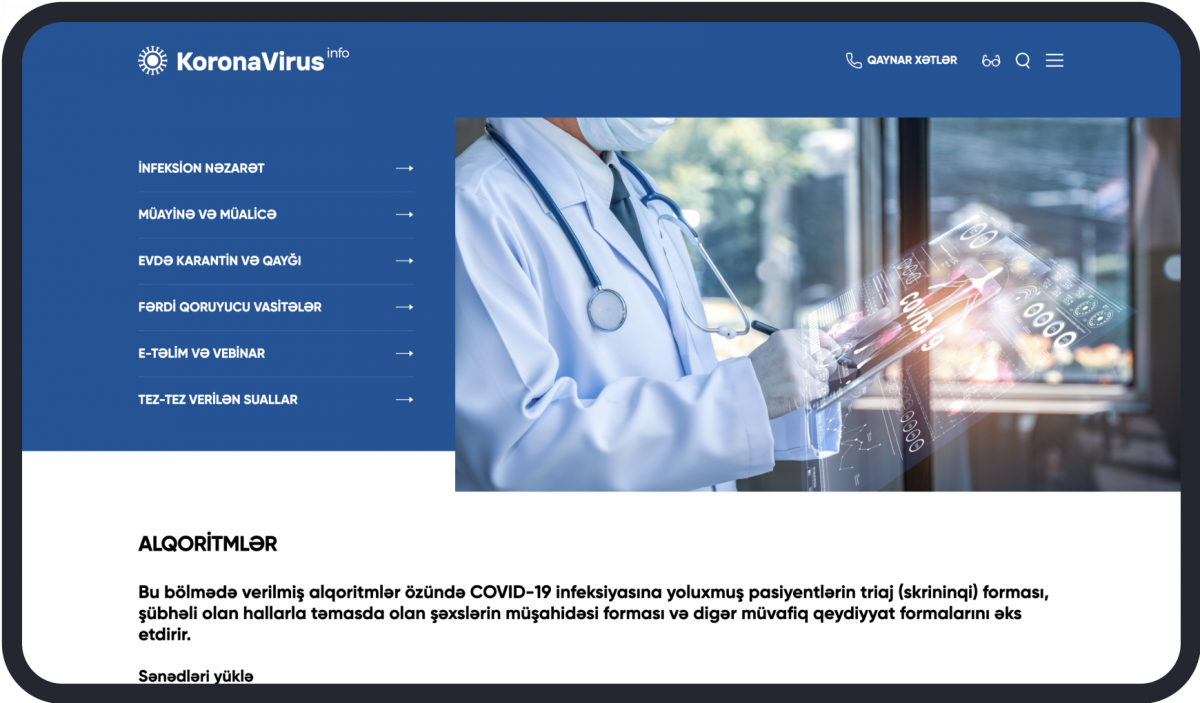 KoronaVirus info
QAYNAR XƏTLƏR
İNFEKSİON NƏZARƏT
MÜAYİNƏ VƏ MÜALİCƏ
EVDƏ KARANTİN VƏ QAYĞI
FƏRDİ QORUYUCU VASİTƏLƏR
E-TƏLİM VƏ VEBİNAR
TEZ-TEZ VERİLƏN SUALLAR
COVID-19
ALQORİTMLƏR
Bu bölmədə verilmiş alqoritmlər özündə COVID-19 infeksiyasına yoluxmuş pasiyentlərin triaj (skrininqi) forması,
şübhəli olan hallarla təmasda olan şəxslərin müşahidəsi forması və digər müvafiq qeydiyyat formalarını əks
etdirir.
Sənədləri yüklə